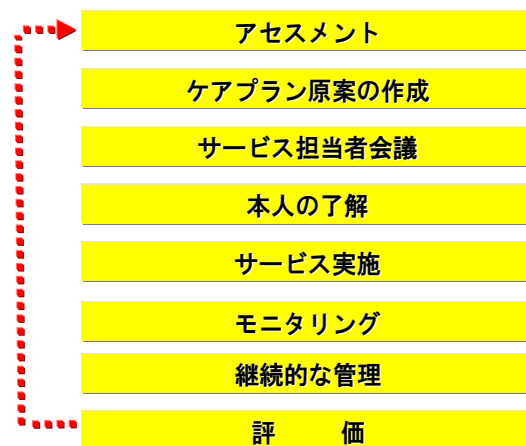 アセスメント
ケアプラン原案の作成
サービス担当者会議
本人の了解
サービス実施
モニタリング
継続的な管理
評　　価